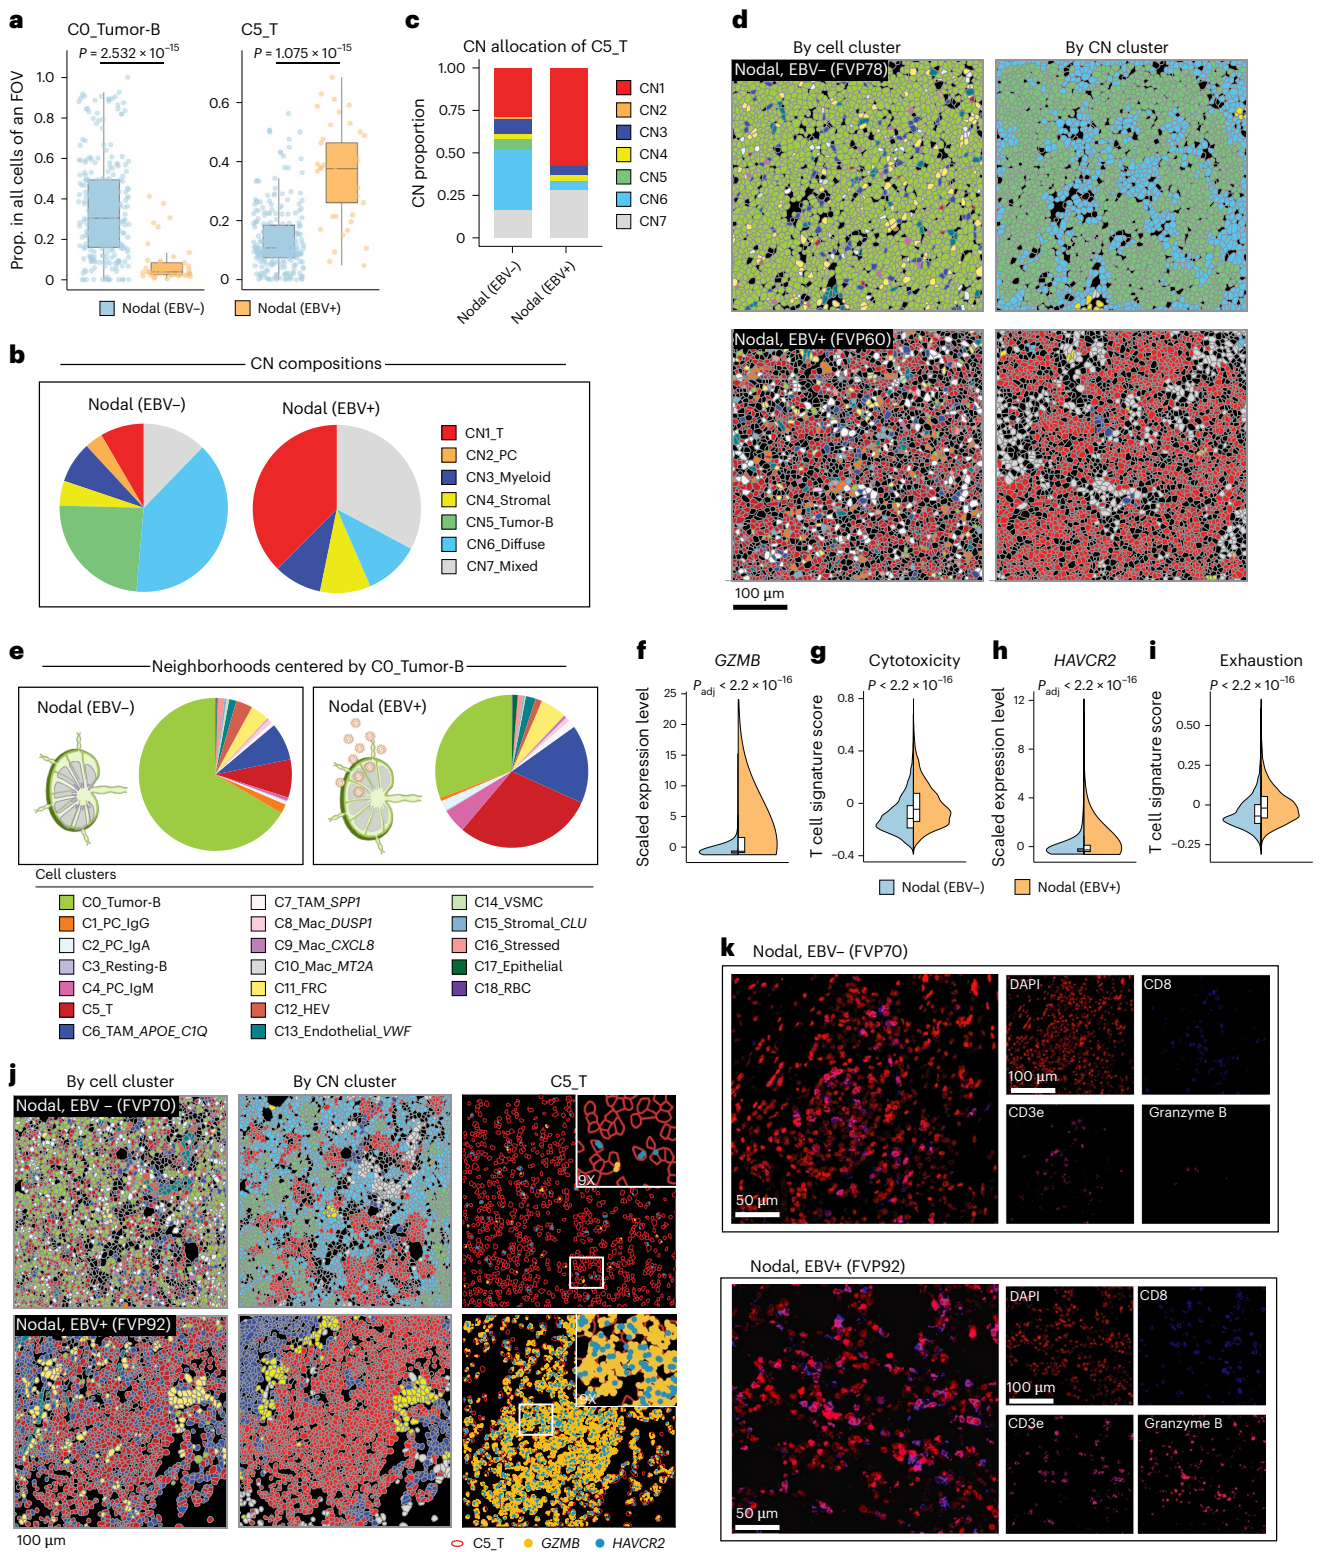 a
C0_Tumor-B
P = 2.532 × 10–15
Prop. in all cells of an FOV
1.0
0.8
0.6
0.4
0.2
0
C5_T
P = 1.075 × 10–15
0.6
0.4
0.2
0
Nodal (EBV–)
Nodal (EBV+)
c
CN allocation of C5_T
CN proportion
1.00
0.75
0.50
0.25
0
Nodal (EBV–)
Nodal (EBV+)
CN1
CN2
CN3
CN4
CN5
CN6
CN7
d
By cell cluster
By CN cluster
Nodal, EBV– (FVP78)
Nodal, EBV+ (FVP60)
100 µm
b
CN compositions
Nodal (EBV–)
Nodal (EBV+)
CN1_T
CN2_PC
CN3_Myeloid
CN4_Stromal
CN5_Tumor-B
CN6_Diffuse
CN7_Mixed
e
Neighborhoods centered by C0_Tumor-B
Nodal (EBV–)
Nodal (EBV+)
Cell clusters
C0_Tumor-B
C1_PC_IgG
C2_PC_IgA
C3_Resting-B
C4_PC_IgM
C5_T
C6_TAM_APOE_C1Q
C7_TAM_SPP1
C8_Mac_DUSP1
C9_Mac_CXCL8
C10_Mac_MT2A
C11_FRC
C12_HEV
C13_Endothelial_VWF
C14_VSMC
C15_Stromal_CLU
C16_Stressed
C17_Epithelial
C18_RBC
f
GZMB
Padj < 2.2 × 10–16
Scaled expression level
25
20
15
10
5
0
g
Cytotoxicity
P < 2.2 × 10–16
T cell signature score
0.8
0.4
0
–0.4
h
HAVCR2
Padj < 2.2 × 10–16
Scaled expression level
12
8
4
0
i
Exhaustion
P < 2.2 × 10–16
T cell signature score
0.50
0.25
0
–0.25
Nodal (EBV–)
Nodal (EBV+)
j
By cell cluster
By CN cluster
C5_T
Nodal, EBV – (FVP70)
9X
Nodal, EBV+ (FVP92)
9X
100 µm
C5_T
GZMB
HAVCR2
k
Nodal, EBV– (FVP70)
50 µm
DAPI
100 µm
CD8
CD3e
Granzyme B
Nodal, EBV+ (FVP92)
50 µm
DAPI
100 µm
CD8
CD3e
Granzyme B